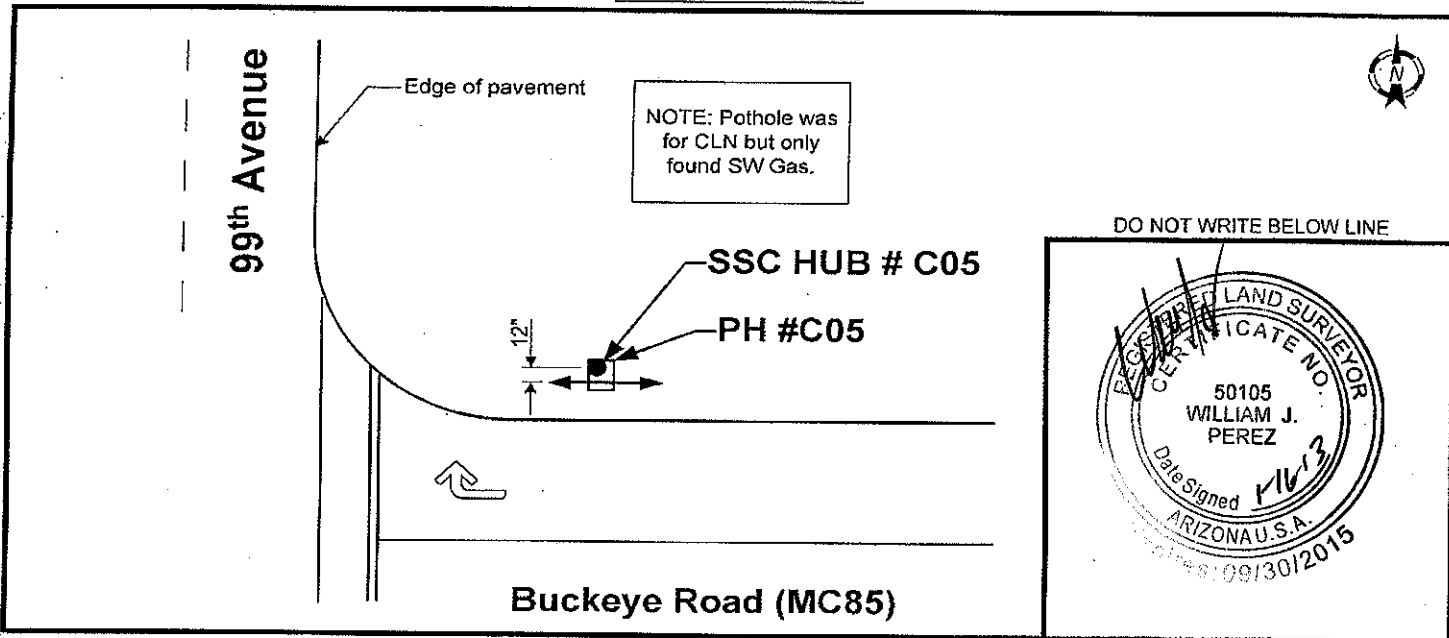 99th Avenue
Edge of pavement
NOTE: Pothole was
for CLN but only
found SW Gas.
N
DO NOT WRITE BELOW LINE
SSC HUB # C05
PH #C05
12"
REGISTERED LAND SURVEYOR
CERTIFICATE NO.
50105
WILLIAM J.
PEREZ
Date Signed
ARIZONA U.S.A.
09/30/2015
Buckeye Road (MC85)